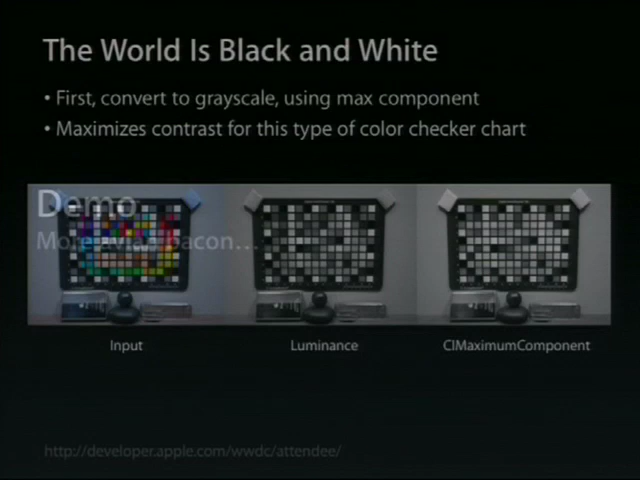 The World Is Black and White
• First, convert to grayscale, using max component
• Maximizes contrast for this type of color checker chart
Demo
Input
Luminance
CIMaximumComponent
http://developer.apple.com/wwdc/attendee/